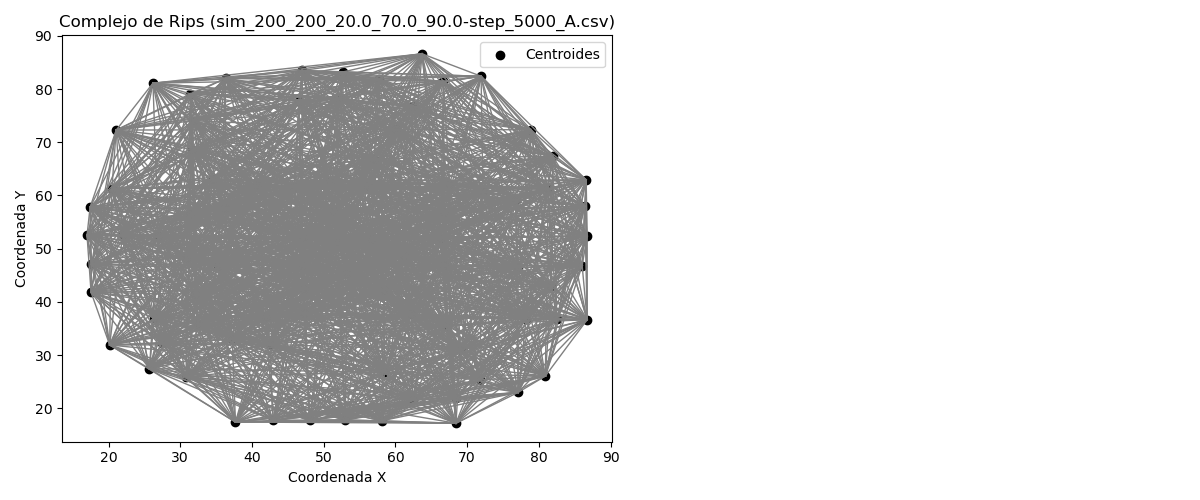 Complejo de Rips (sim_200_200_20.0_70.0_90.0-step_5000_A.csv)
Centroides
90
80
70
60
50
40
30
20
Coordenada Y
20 30 40 50 60 70 80 90
Coordenada X